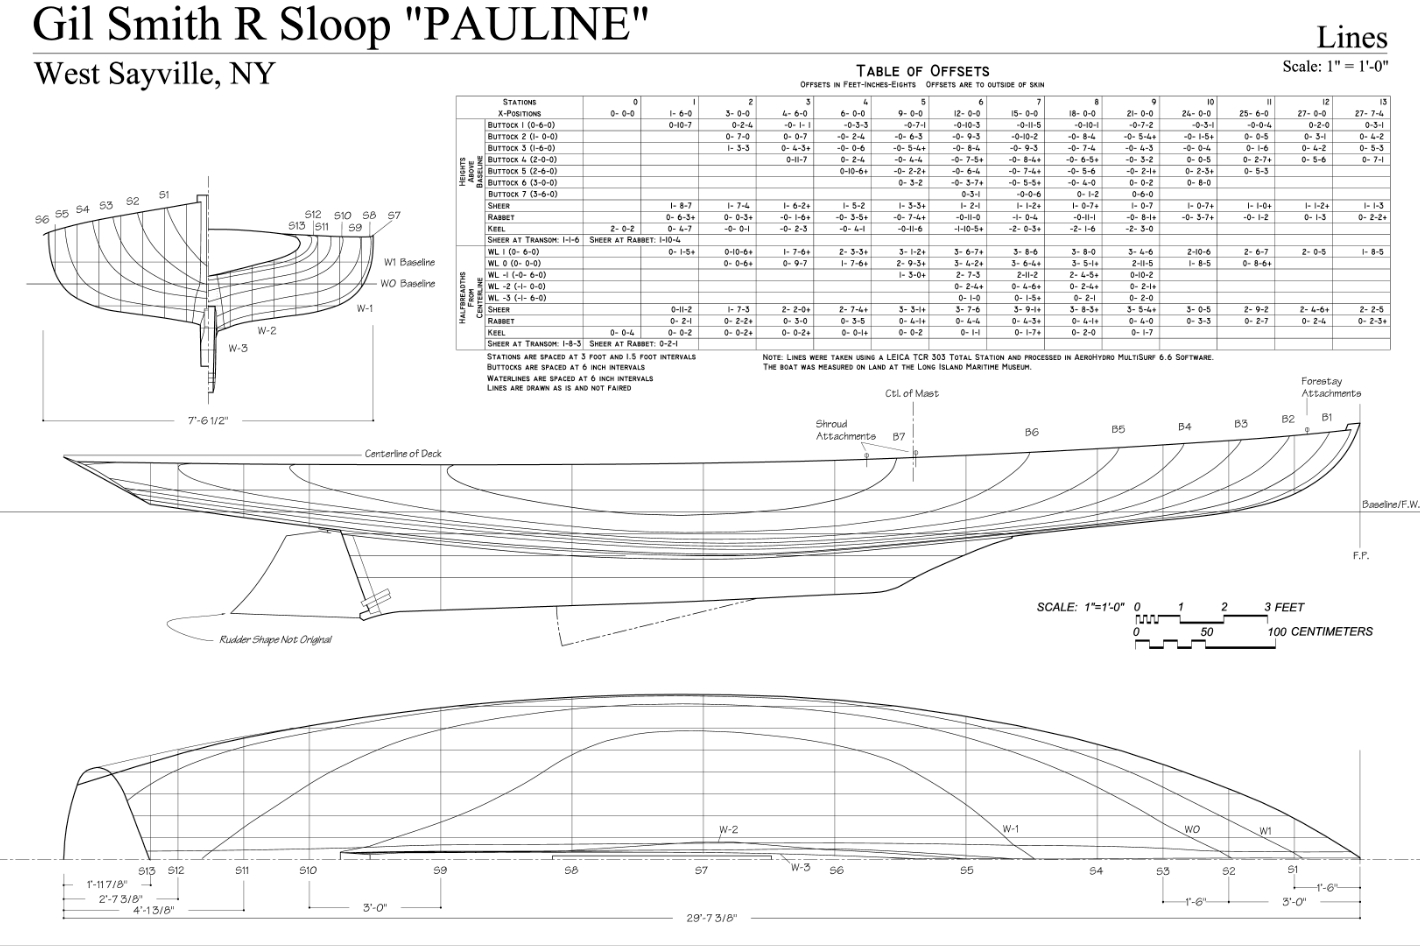 Gil Smith R Sloop "PAULINE"
West Sayville, NY
Lines
Scale: 1" = 1'-0"
TABLE OF OFFSETS
OFFSETS IN FEET-INCHES-EIGHTS OFFSETS ARE TO OUTSIDE OF SKIN
STATIONS 0 1 2 3 4 5 6 7 8 9 10 11 12 13
X-POSITIONS 0- 0-0 1- 6-0 3- 0-0 4- 6-0 6- 0-0 9- 0-0 12- 0-0 15- 0-0 18- 0-0 21- 0-0 24- 0-0 25- 6-0 27- 0-0 27- 7-4
HEIGHTS ABOVE BASELINE
BUTTOCK 1 (0-6-0) 0-10-7 0-2-4 -0- 1- 1 -0-3-3 -0-7-1 -0-10-3 -0-11-5 -0-10-1 -0-7-2 -0-3-1 -0-0-4 0-2-0 0-3-1
BUTTOCK 2 (1- 0-0) 0- 7-0 0- 0-7 -0- 2-4 -0- 6-3 -0- 9-3 -0-10-2 -0- 8-4 -0- 5-4+ -0- 1-5+ 0- 0-5 0- 3-1 0- 4-2
BUTTOCK 3 (1-6-0) 1- 3-3 0- 4-3+ -0- 0-6 -0- 5-4+ -0- 8-4 -0- 9-3 -0- 7-4 -0- 4-3 -0- 0-4 0- 1-6 0- 4-2 0- 5-3
BUTTOCK 4 (2-0-0) 0-11-7 0- 2-4 -0- 4-4 -0- 7-5+ -0- 8-4+ -0- 6-5+ -0- 3-2 0- 0-5 0- 2-7+ 0- 5-6 0- 7-1
BUTTOCK 5 (2-6-0) 0-10-6+ -0- 2-2+ -0- 6-4 -0- 7-4+ -0- 5-6 -0- 2-1+ 0- 2-3+ 0- 5-3
BUTTOCK 6 (3-0-0) 0- 3-2 -0- 3-7+ -0- 5-5+ -0- 4-0 0- 0-2 0- 8-0
BUTTOCK 7 (3-6-0) 0-3-1 -0-0-6 0- 1-2 0-6-0
SHEER 1- 8-7 1- 7-4 1- 6-2+ 1- 5-2 1- 3-3+ 1- 2-1 1- 1-2+ 1- 0-7+ 1- 0-7 1- 0-7+ 1- 1-0+ 1- 1-2+ 1- 1-3
RABBET 0- 6-3+ 0- 0-3+ -0- 1-6+ -0- 3-5+ -0- 7-4+ -0-11-0 -1- 0-4 -0-11-1 -0- 8-1+ -0- 3-7+ -0- 1-2 0- 1-3 0- 2-2+
KEEL 2- 0-2 0- 4-7 -0- 0-1 -0- 2-3 -0- 4-1 -0-11-6 -1-10-5+ -2- 0-3+ -2- 1-6 -2- 3-0
SHEER AT TRANSOM: 1-1-6 SHEER AT RABBET: 1-10-4
HALFBREADTHS FROM CENTERLINE
WL 1 (0- 6-0) 0- 1-5+ 0-10-6+ 1- 7-6+ 2- 3-3+ 3- 1-2+ 3- 6-7+ 3- 8-6 3- 8-0 3- 4-6 2-10-6 2- 6-7 2- 0-5 1- 8-5
WL 0 (0- 0-0) 0- 0-6+ 0- 9-7 1- 7-6+ 2- 9-3+ 3- 4-2+ 3- 6-4+ 3- 5-1+ 2-11-5 1- 8-5 0- 8-6+
WL -1 (-0- 6-0) 1- 3-0+ 2- 7-3 2-11-2 2- 4-5+ 0-10-2
WL -2 (-1- 0-0) 0- 2-4+ 0- 4-6+ 0- 2-4+ 0- 2-1+
WL -3 (-1- 6-0) 0- 1-0 0- 1-5+ 0- 2-1 0- 2-0
SHEER 0-11-2 1- 7-3 2- 2-0+ 2- 7-4+ 3- 3-1+ 3- 7-6 3- 9-1+ 3- 8-3+ 3- 5-4+ 3- 0-5 2- 9-2 2- 4-6+ 2- 2-5
RABBET 0- 2-1 0- 2-2+ 0- 3-0 0- 3-5 0- 4-1+ 0- 4-4 0- 4-3+ 0- 4-1+ 0- 4-0 0- 3-3 0- 2-7 0- 2-4 0- 2-3+
KEEL 0- 0-4 0- 0-2 0- 0-2+ 0- 0-2+ 0- 0-1+ 0- 0-2 0- 1-1 0- 1-7+ 0- 2-0 0- 1-7
SHEER AT TRANSOM: 1-8-3 SHEER AT RABBET: 0-2-1
STATIONS ARE SPACED AT 3 FOOT AND 1.5 FOOT INTERVALS
BUTTOCKS ARE SPACED AT 6 INCH INTERVALS
WATERLINES ARE SPACED AT 6 INCH INTERVALS
LINES ARE DRAWN AS IS AND NOT FAIRED
NOTE: LINES WERE TAKEN USING A LEICA TCR 303 TOTAL STATION AND PROCESSED IN AEROHYDRO MULTISURF 6.6 SOFTWARE.
THE BOAT WAS MEASURED ON LAND AT THE LONG ISLAND MARITIME MUSEUM.
S6 S5 S4 S3 S2 S1
S13 S12 S11 S10 S9 S8 S7
W1 Baseline
W0 Baseline
W-1
W-2
W-3
7'-6 1/2"
Ctl. of Mast
Forestay
Attachments
Shroud
Attachments
B7 B6 B5 B4 B3 B2 B1
Centerline of Deck
Baseline/F.W.
F.P.
Rudder Shape Not Original
SCALE: 1"=1'-0" 0 1 2 3 FEET
0 50 100 CENTIMETERS
W-2 W-1 W0 W1
W-3
S13 S12 S11 S10 S9 S8 S7 S6 S5 S4 S3 S2 S1
1'-11 7/8"
2'-7 3/8"
4'-1 3/8"
3'-0"
1'-6"
1'-6"
3'-0"
29'-7 3/8"